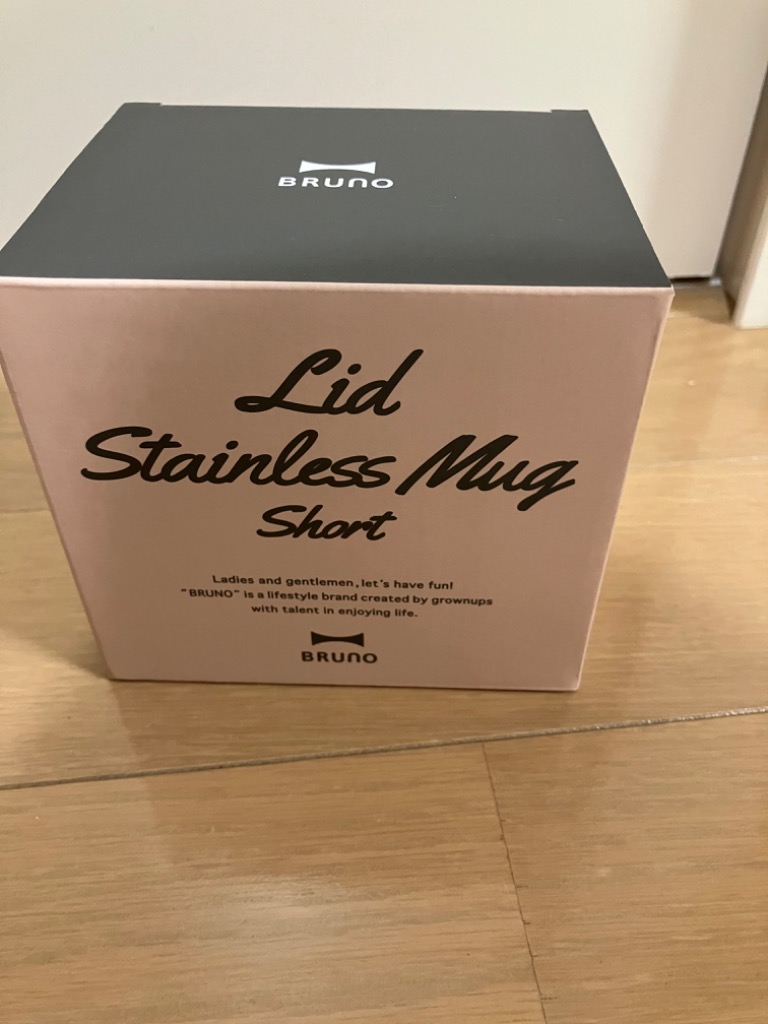 BRUNO
Lid
Stainless Mug
Short
Ladies and gentlemen, let's have fun!
"BRUNO" is a lifestyle brand created by grownups
with talent in enjoying life.
BRUNO